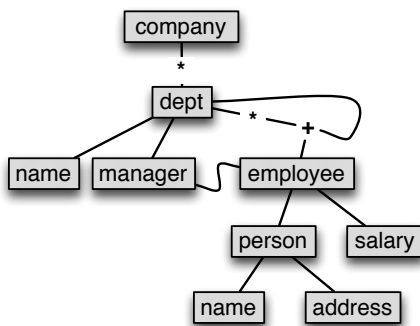 company
*
dept
* +
name manager employee
person salary
name address